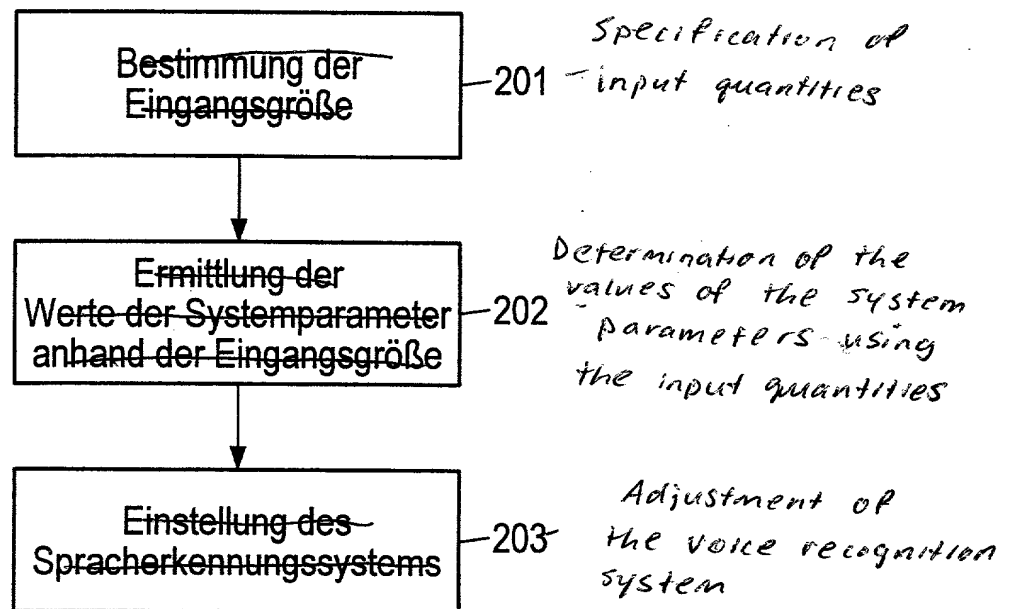 Bestimmung der
Eingangsgröße
201
Specification of
input quantities
Ermittlung der
Werte der Systemparameter
anhand der Eingangsgröße
202
Determination of the
values of the system
parameters using
the input quantities
Einstellung des
Spracherkennungssystems
203
Adjustment of
the voice recognition
system